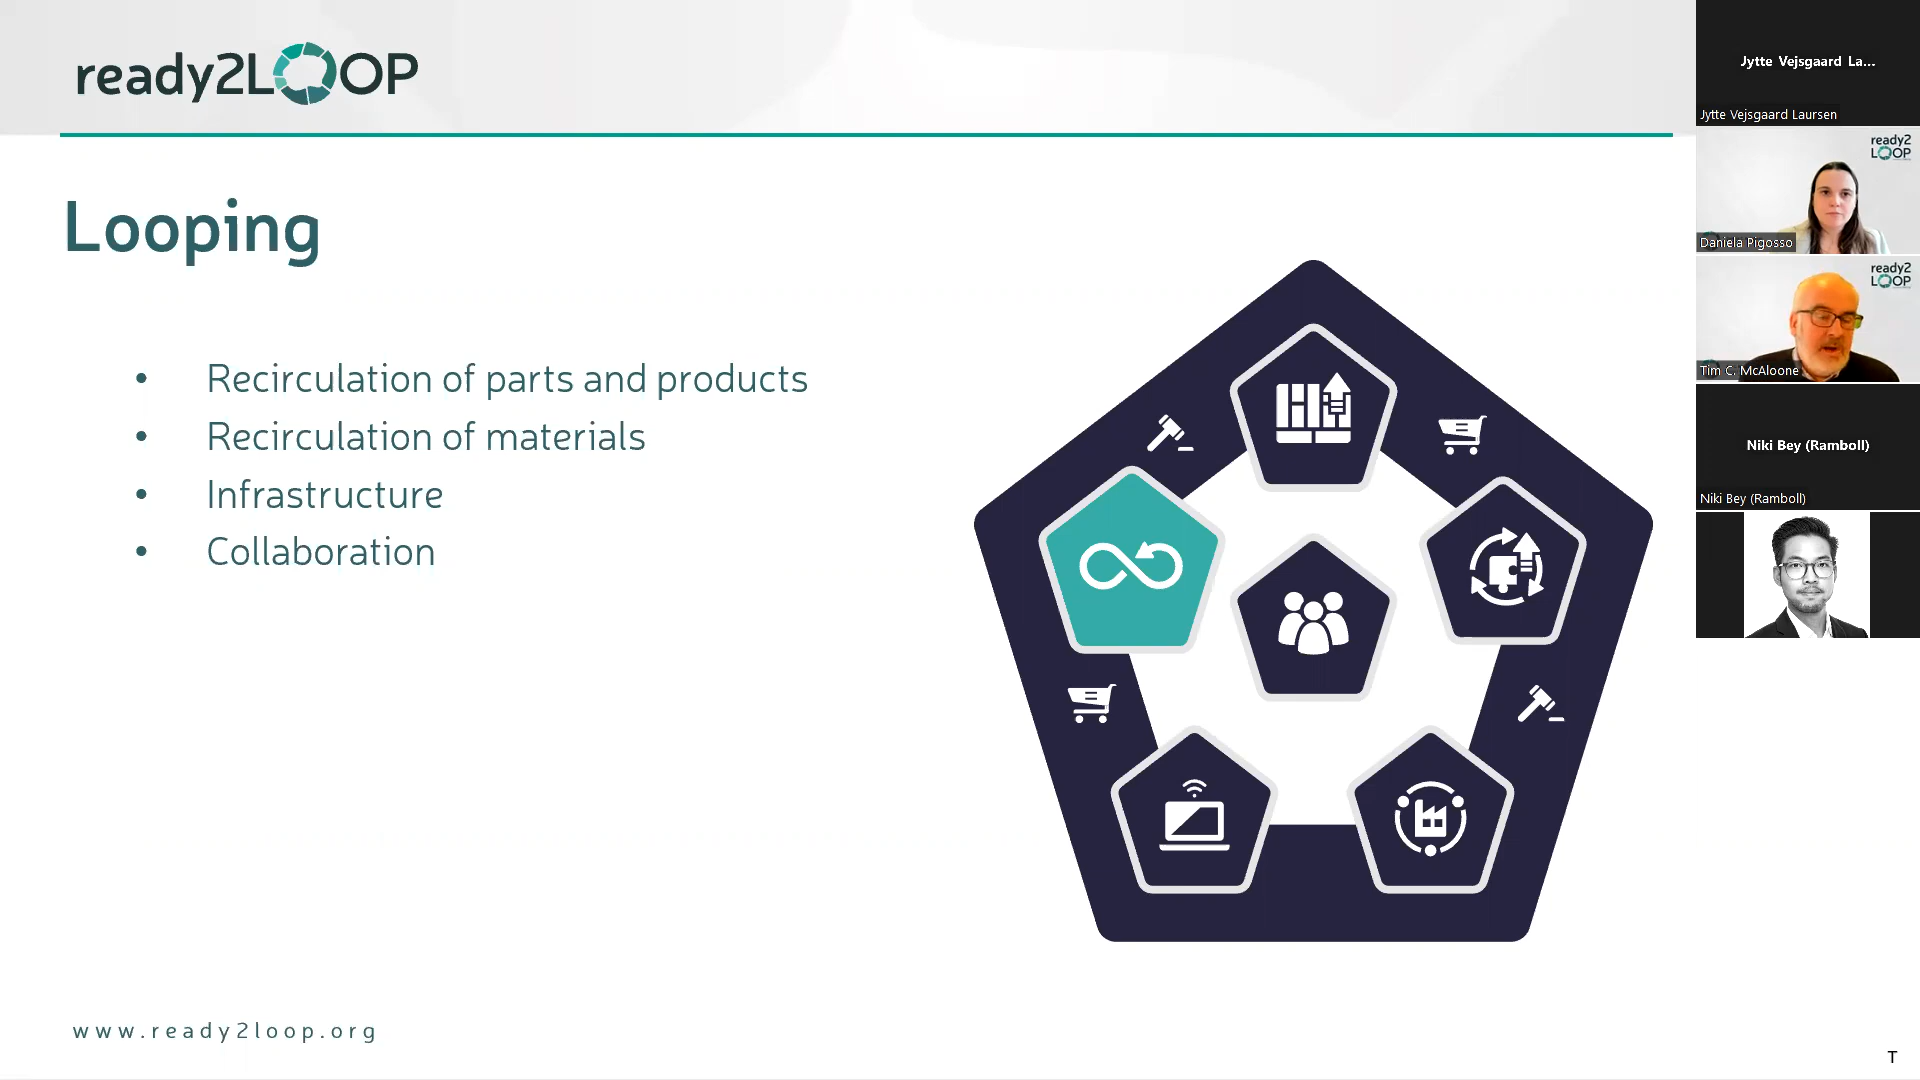 ready2LOOP
Looping
• Recirculation of parts and products
• Recirculation of materials
• Infrastructure
• Collaboration
www.ready2loop.org
Jytte Vejsgaard La...
Jytte Vejsgaard Laursen
ready2
LOOP
Daniela Pigosso
ready2
LOOP
Tim C. McAloone
Niki Bey (Ramboll)
Niki Bey (Ramboll)
T